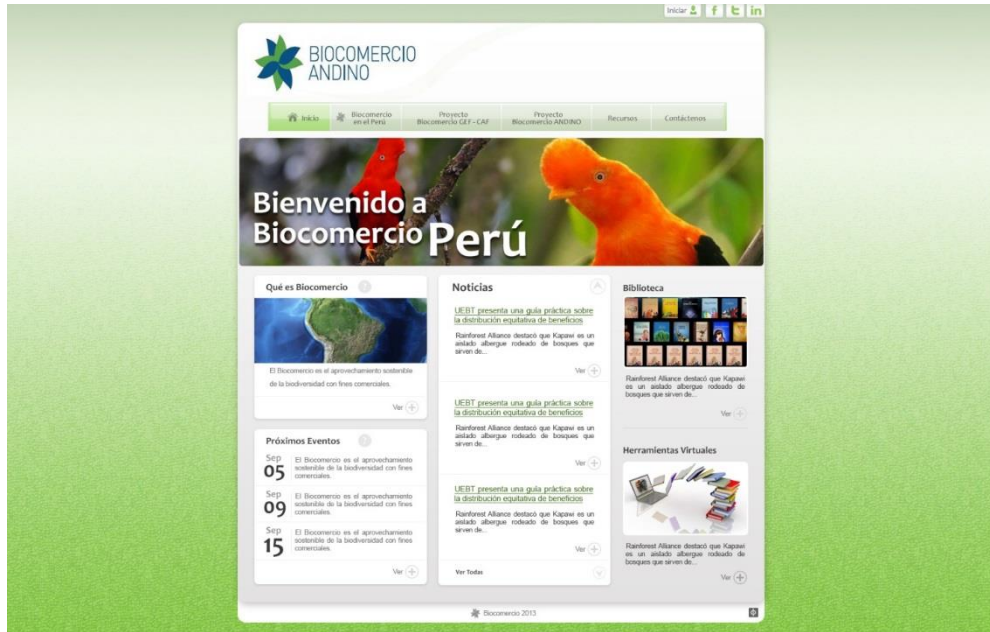 Iniciar
BIOCOMERCIO
ANDINO
Inicio
Biocomercio
en el Perú
Proyecto
Biocomercio GEF - CAF
Proyecto
Biocomercio ANDINO
Recursos
Contáctenos
Bienvenido a
Biocomercio Perú
Qué es Biocomercio
El Biocomercio es el aprovechamiento sostenible
de la biodiversidad con fines comerciales.
Ver
Próximos Eventos
Sep
05
El Biocomercio es el aprovechamiento
sostenible de la biodiversidad con fines
comerciales.
Sep
09
El Biocomercio es el aprovechamiento
sostenible de la biodiversidad con fines
comerciales.
Sep
15
El Biocomercio es el aprovechamiento
sostenible de la biodiversidad con fines
comerciales.
Ver
Noticias
UEBT presenta una guía práctica sobre
la distribución equitativa de beneficios
Rainforest Alliance destacó que Kapawi es un
aislado albergue rodeado de bosques que
sirven de...
Ver
UEBT presenta una guía práctica sobre
la distribución equitativa de beneficios
Rainforest Alliance destacó que Kapawi es un
aislado albergue rodeado de bosques que
sirven de...
Ver
UEBT presenta una guía práctica sobre
la distribución equitativa de beneficios
Rainforest Alliance destacó que Kapawi es un
aislado albergue rodeado de bosques que
sirven de...
Ver
Ver Todas
Biblioteca
Rainforest Alliance destacó que Kapawi
es un aislado albergue rodeado de
bosques que sirven de...
Ver
Herramientas Virtuales
Rainforest Alliance destacó que Kapawi
es un aislado albergue rodeado de
bosques que sirven de...
Ver
Biocomercio 2013